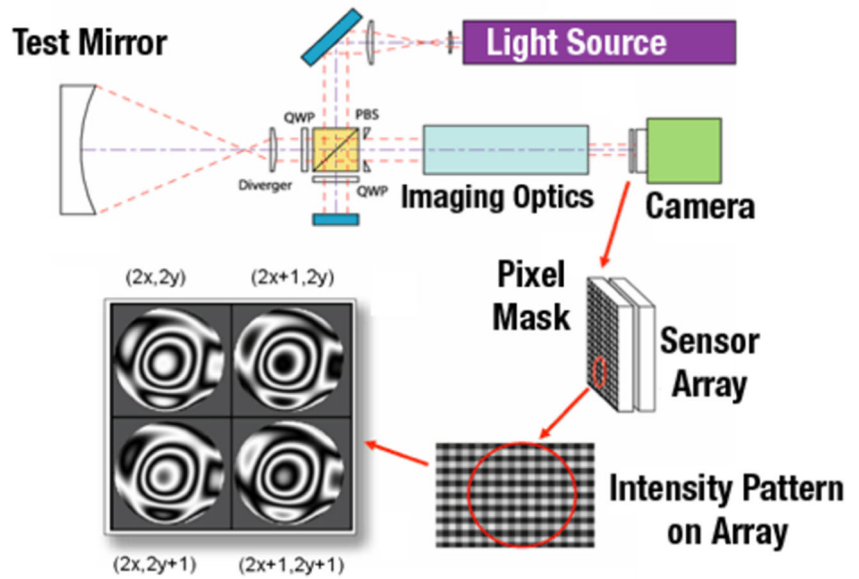 Test Mirror
Light Source
QWP
PBS
Diverger
QWP
Imaging Optics
Camera
Pixel
Mask
Sensor
Array
(2x,2y)
(2x+1,2y)
(2x,2y+1)
(2x+1,2y+1)
Intensity Pattern
on Array